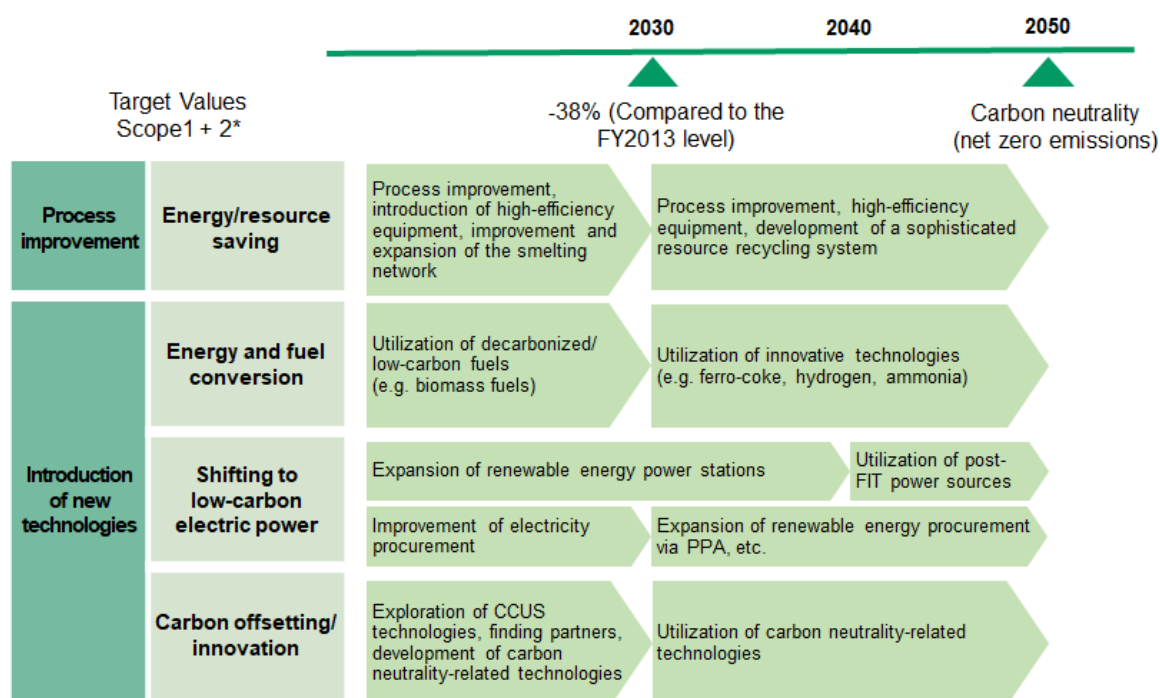 2030
2040
2050
Target Values
Scope1 + 2*
-38% (Compared to the
FY2013 level)
Carbon neutrality
(net zero emissions)
Process
improvement
Energy/resource
saving
Process improvement,
introduction of high-efficiency
equipment, improvement and
expansion of the smelting
network
Process improvement, high-efficiency
equipment, development of a sophisticated
resource recycling system
Introduction
of new
technologies
Energy and fuel
conversion
Utilization of decarbonized/
low-carbon fuels
(e.g. biomass fuels)
Utilization of innovative technologies
(e.g. ferro-coke, hydrogen, ammonia)
Shifting to
low-carbon
electric power
Expansion of renewable energy power stations
Utilization of post-
FIT power sources
Improvement of electricity
procurement
Expansion of renewable energy procurement
via PPA, etc.
Carbon offsetting/
innovation
Exploration of CCUS
technologies, finding partners,
development of carbon
neutrality-related technologies
Utilization of carbon neutrality-related
technologies